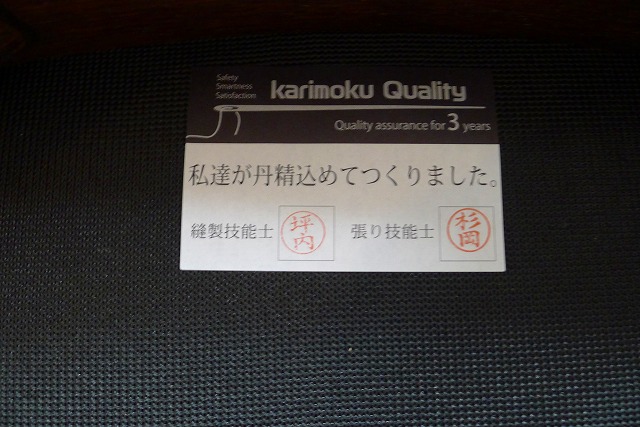 Safety
Smartness
Satisfaction
karimoku Quality
Quality assurance for 3 years
私達が丹精込めてつくりました。
縫製技能士 坪内 張り技能士 杉岡